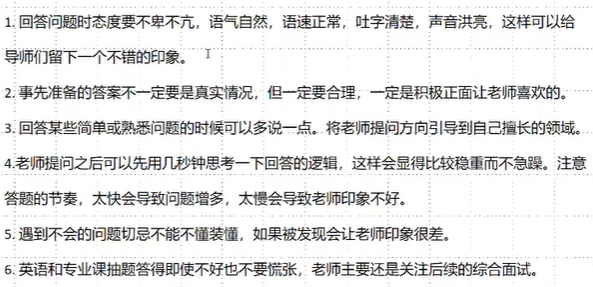 1. 回答问题时态度要不卑不亢，语气自然，语速正常，吐字清楚，声音洪亮，这样可以给
导师们留下一个不错的印象。
2. 事先准备的答案不一定要是真实情况，但一定要合理，一定是积极正面让老师喜欢的。
3. 回答某些简单或熟悉问题的时候可以多说一点。将老师提问方向引导到自己擅长的领域。
4.老师提问之后可以先用几秒钟思考一下回答的逻辑，这样会显得比较稳重而不急躁。注意
答题的节奏，太快会导致问题增多，太慢会导致老师印象不好。
5. 遇到不会的问题切忌不能不懂装懂，如果被发现会让老师印象很差。
6. 英语和专业课抽题答得即使不好也不要慌张，老师主要还是关注后续的综合面试。